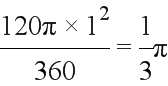 120π × 1² / 360 = 1/3 π